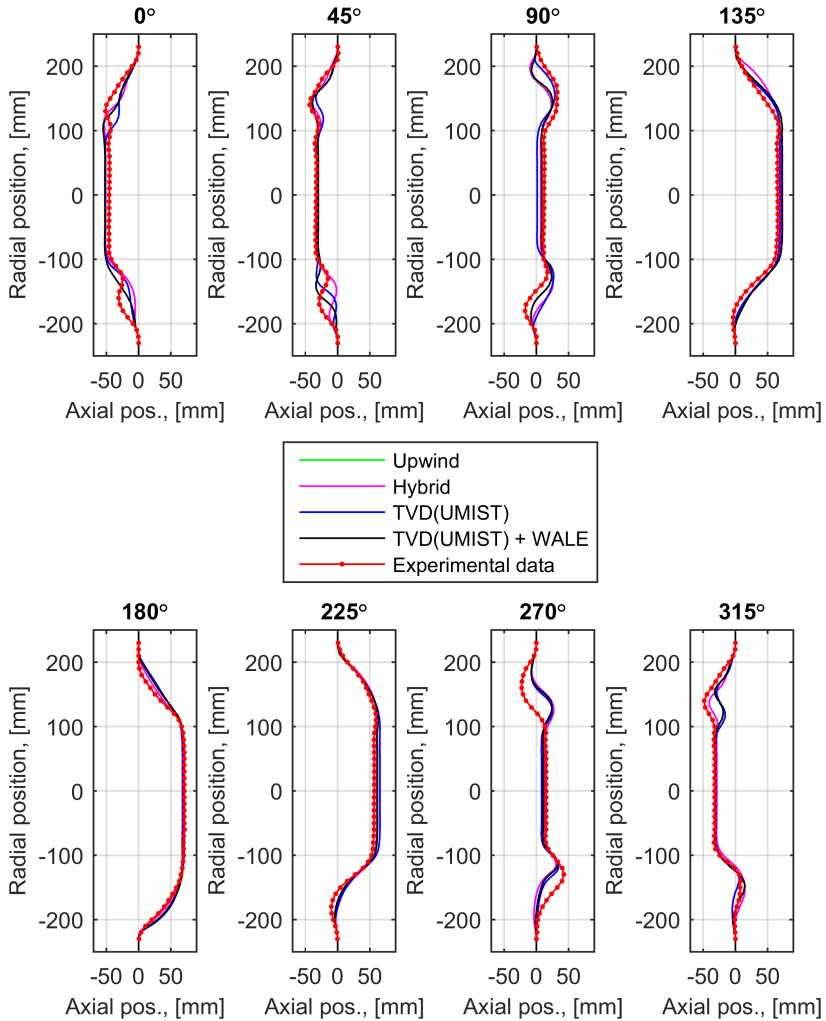 0° 45° 90° 135°
200 200 200 200
100 100 100 100
0 0 0 0
-100 -100 -100 -100
-200 -200 -200 -200
Radial position, [mm] Radial position, [mm] Radial position, [mm] Radial position, [mm]
-50 0 50 -50 0 50 -50 0 50 -50 0 50
Axial pos., [mm] Axial pos., [mm] Axial pos., [mm] Axial pos., [mm]
Upwind
Hybrid
TVD(UMIST)
TVD(UMIST) + WALE
Experimental data
180° 225° 270° 315°
200 200 200 200
100 100 100 100
0 0 0 0
-100 -100 -100 -100
-200 -200 -200 -200
Radial position, [mm] Radial position, [mm] Radial position, [mm] Radial position, [mm]
-50 0 50 -50 0 50 -50 0 50 -50 0 50
Axial pos., [mm] Axial pos., [mm] Axial pos., [mm] Axial pos., [mm]